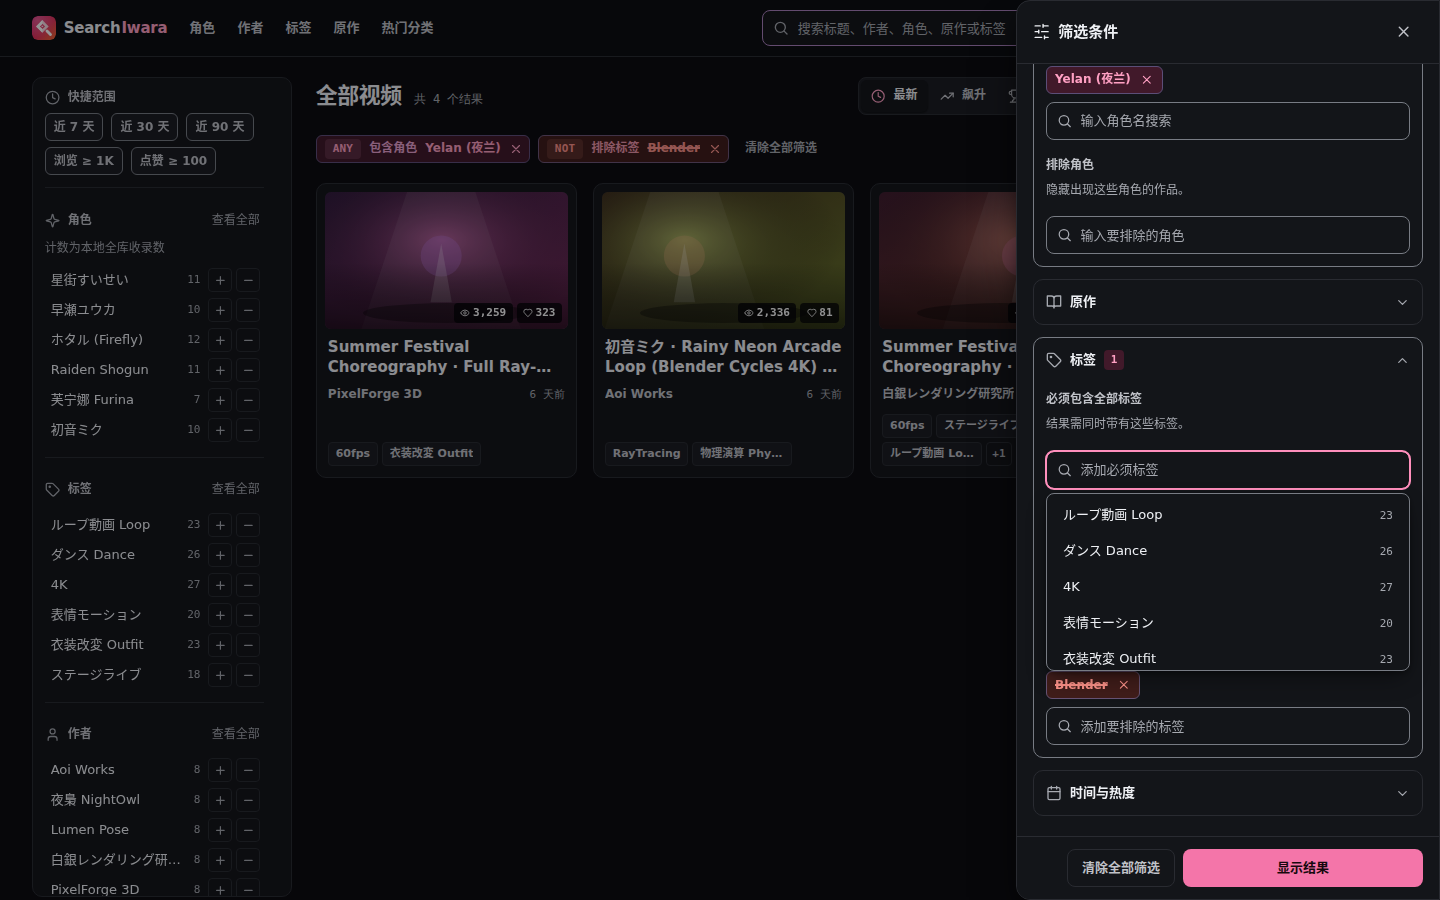 SearchIwara 角色 作者 标签 原作 热门分类
搜索标题、作者、角色、原作或标签
快捷范围
近 7 天 近 30 天 近 90 天
浏览 ≥ 1K 点赞 ≥ 100
角色 查看全部
计数为本地全库收录数
星街すいせい 11
早瀬ユウカ 10
ホタル (Firefly) 12
Raiden Shogun 11
芙宁娜 Furina 7
初音ミク 10
标签 查看全部
ループ動画 Loop 23
ダンス Dance 26
4K 27
表情モーション 20
衣装改変 Outfit 23
ステージライブ 18
作者 查看全部
Aoi Works 8
夜梟 NightOwl 8
Lumen Pose 8
白銀レンダリング研… 8
PixelForge 3D 8
全部视频 共 4 个结果
最新 飙升
ANY 包含角色 Yelan (夜兰)
NOT 排除标签 Blender
清除全部筛选
3,259 323
Summer Festival
Choreography · Full Ray-…
PixelForge 3D 6 天前
60fps 衣装改変 Outfit
2,336 81
初音ミク · Rainy Neon Arcade
Loop (Blender Cycles 4K) …
Aoi Works 6 天前
RayTracing 物理演算 Phy…
Summer Festiva
Choreography ·
白銀レンダリング研究所
60fps ステージライブ
ループ動画 Lo… +1
筛选条件
Yelan (夜兰)
输入角色名搜索
排除角色
隐藏出现这些角色的作品。
输入要排除的角色
原作
标签 1
必须包含全部标签
结果需同时带有这些标签。
添加必须标签
ループ動画 Loop 23
ダンス Dance 26
4K 27
表情モーション 20
衣装改変 Outfit 23
Blender
添加要排除的标签
时间与热度
清除全部筛选 显示结果